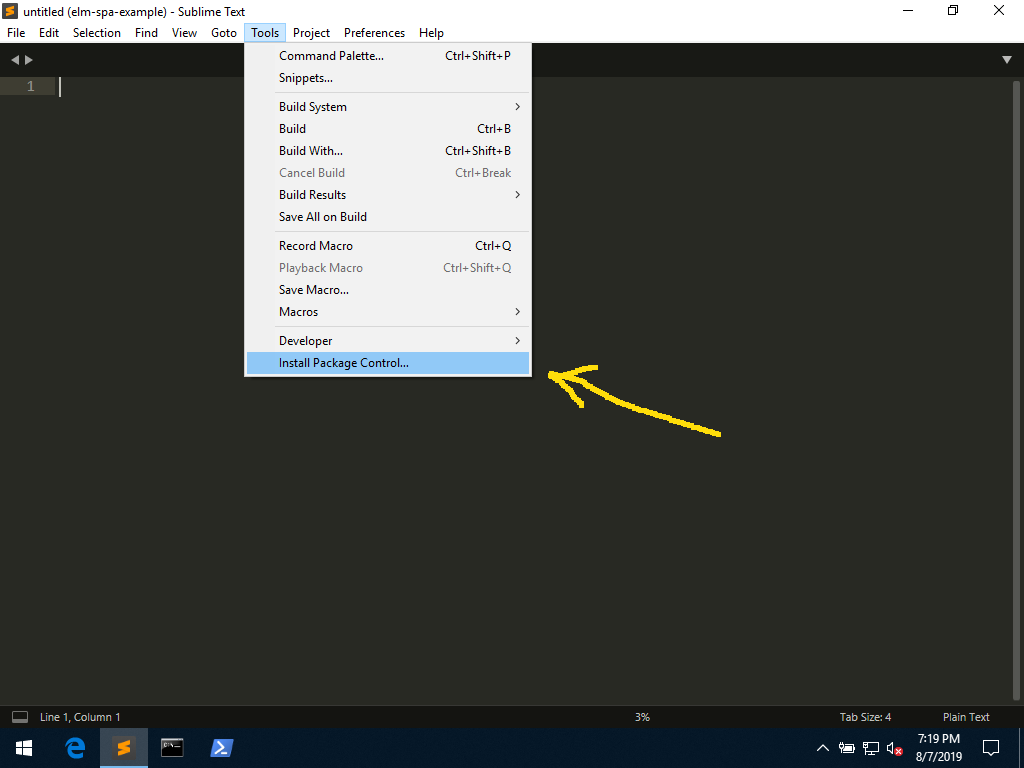 untitled (elm-spa-example) - Sublime Text
File Edit Selection Find View Goto Tools Project Preferences Help
Command Palette... Ctrl+Shift+P
Snippets...
1
Build System
Build Ctrl+B
Build With... Ctrl+Shift+B
Cancel Build Ctrl+Break
Build Results
Save All on Build
Record Macro Ctrl+Q
Playback Macro Ctrl+Shift+Q
Save Macro...
Macros
Developer
Install Package Control...
Line 1, Column 1 3% Tab Size: 4 Plain Text
7:19 PM
8/7/2019